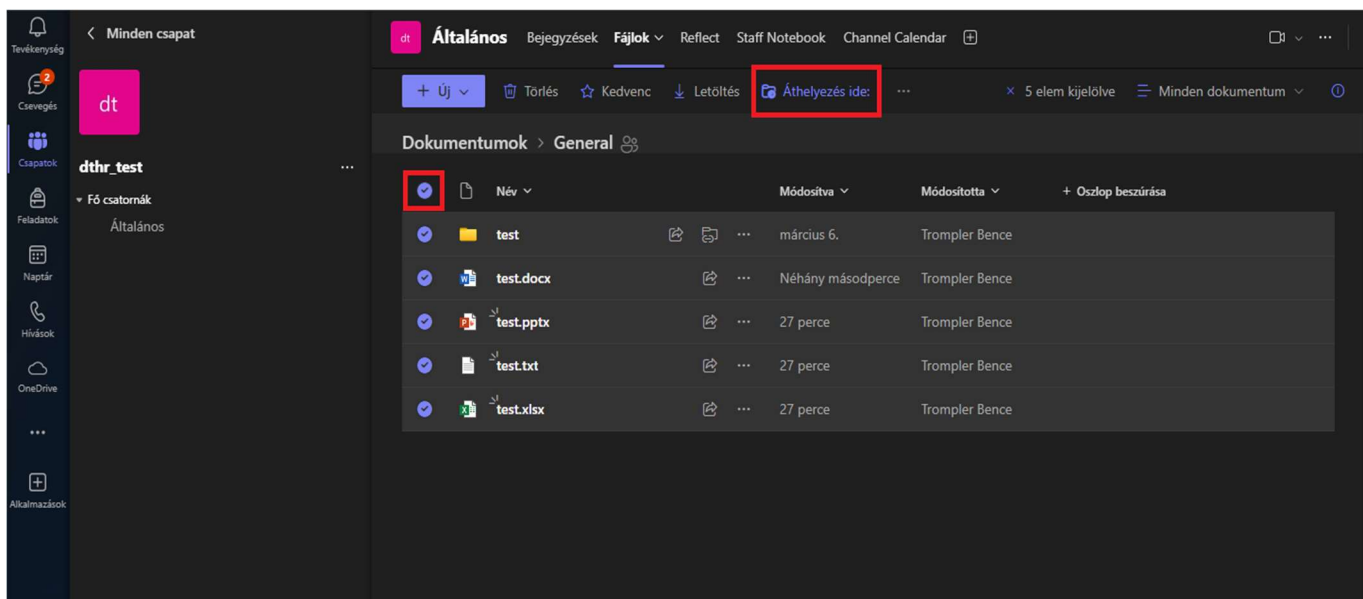 Tevékenység
2
Csevegés
Csapatok
Feladatok
Naptár
Hívások
OneDrive
Alkalmazások
Minden csapat
dt
dthr_test
Fő csatornák
Általános
dt Általános Bejegyzések Fájlok Reflect Staff Notebook Channel Calendar
+ Új Törlés Kedvenc Letöltés Áthelyezés ide: ... × 5 elem kijelölve Minden dokumentum
Dokumentumok > General
Név Módosítva Módosította + Oszlop beszúrása
test március 6. Trompler Bence
test.docx Néhány másodperce Trompler Bence
test.pptx 27 perce Trompler Bence
test.txt 27 perce Trompler Bence
test.xlsx 27 perce Trompler Bence